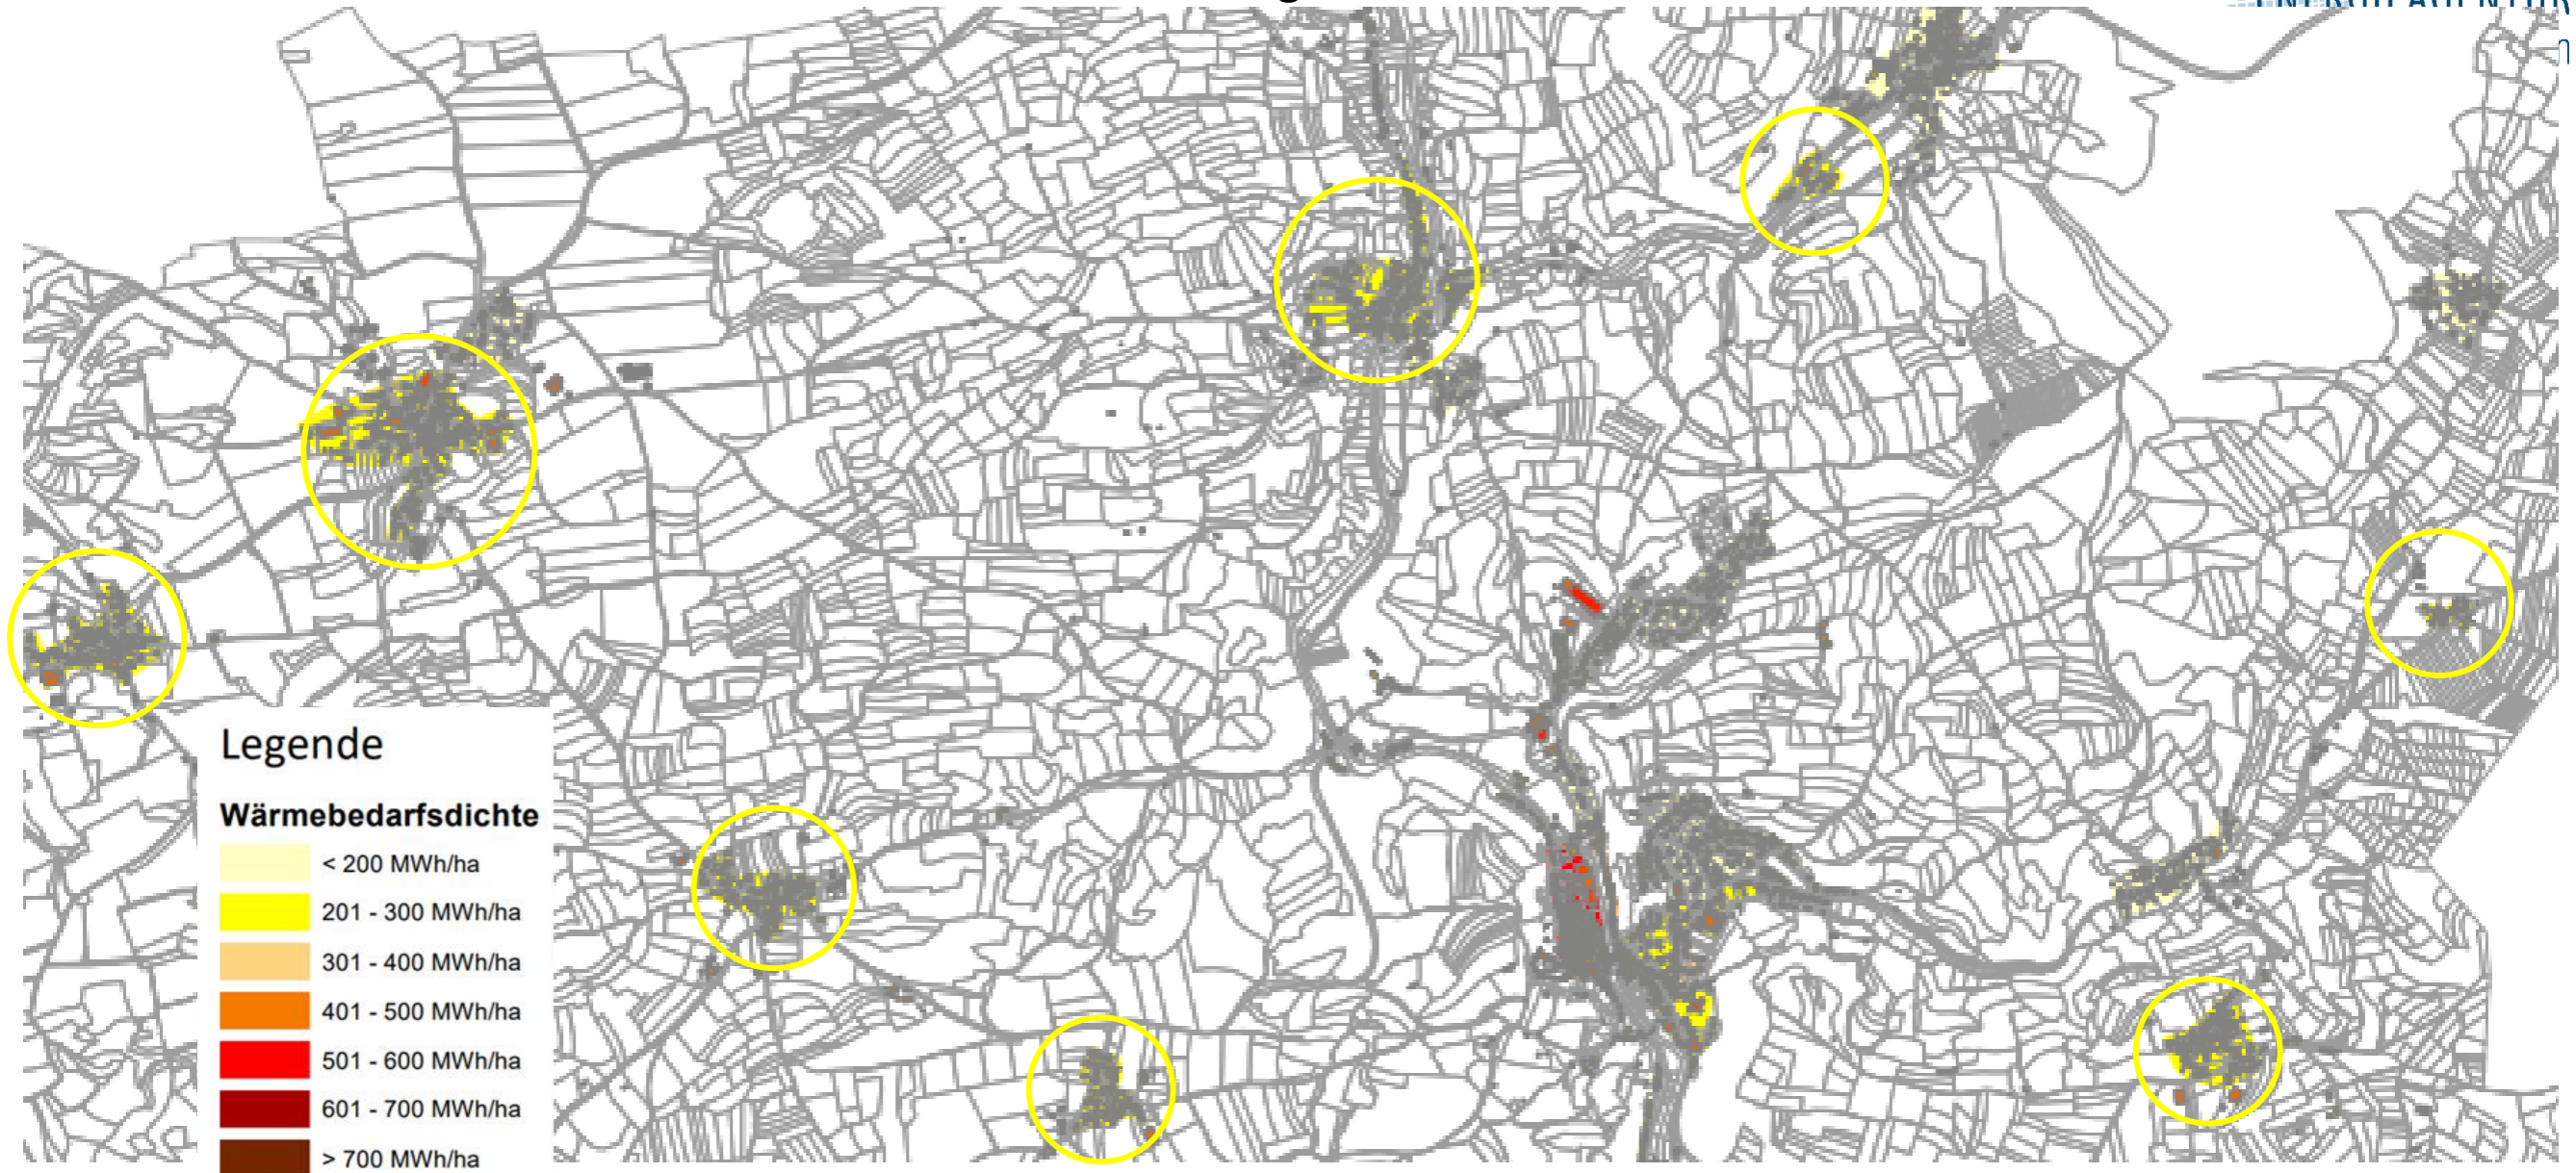 Legende
Wärmebedarfsdichte
< 200 MWh/ha
201 - 300 MWh/ha
301 - 400 MWh/ha
401 - 500 MWh/ha
501 - 600 MWh/ha
601 - 700 MWh/ha
> 700 MWh/ha